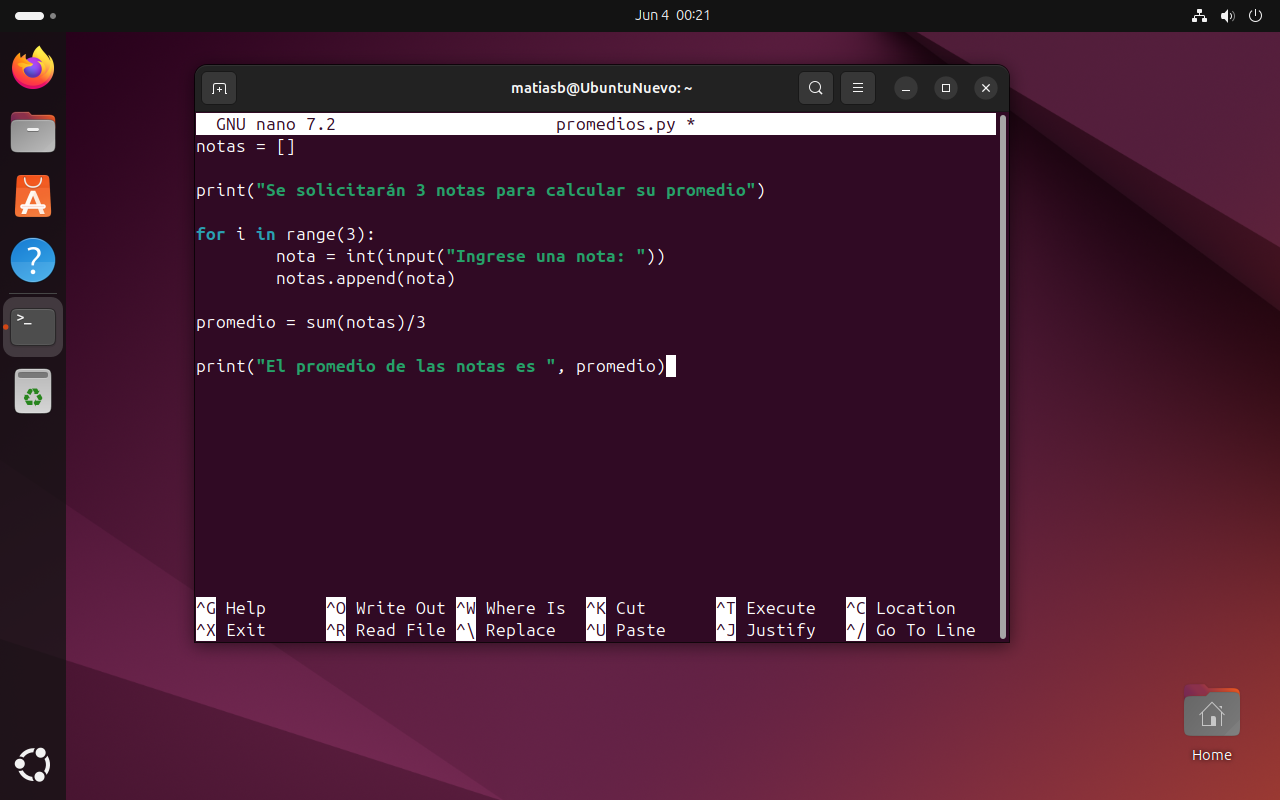 Jun 4 00:21
matiasb@UbuntuNuevo: ~
GNU nano 7.2 promedios.py *
notas = []
print("Se solicitarán 3 notas para calcular su promedio")
for i in range(3):
        nota = int(input("Ingrese una nota: "))
        notas.append(nota)
promedio = sum(notas)/3
print("El promedio de las notas es ", promedio)
^G Help ^O Write Out ^W Where Is ^K Cut ^T Execute ^C Location
^X Exit ^R Read File ^\ Replace ^U Paste ^J Justify ^/ Go To Line
Home